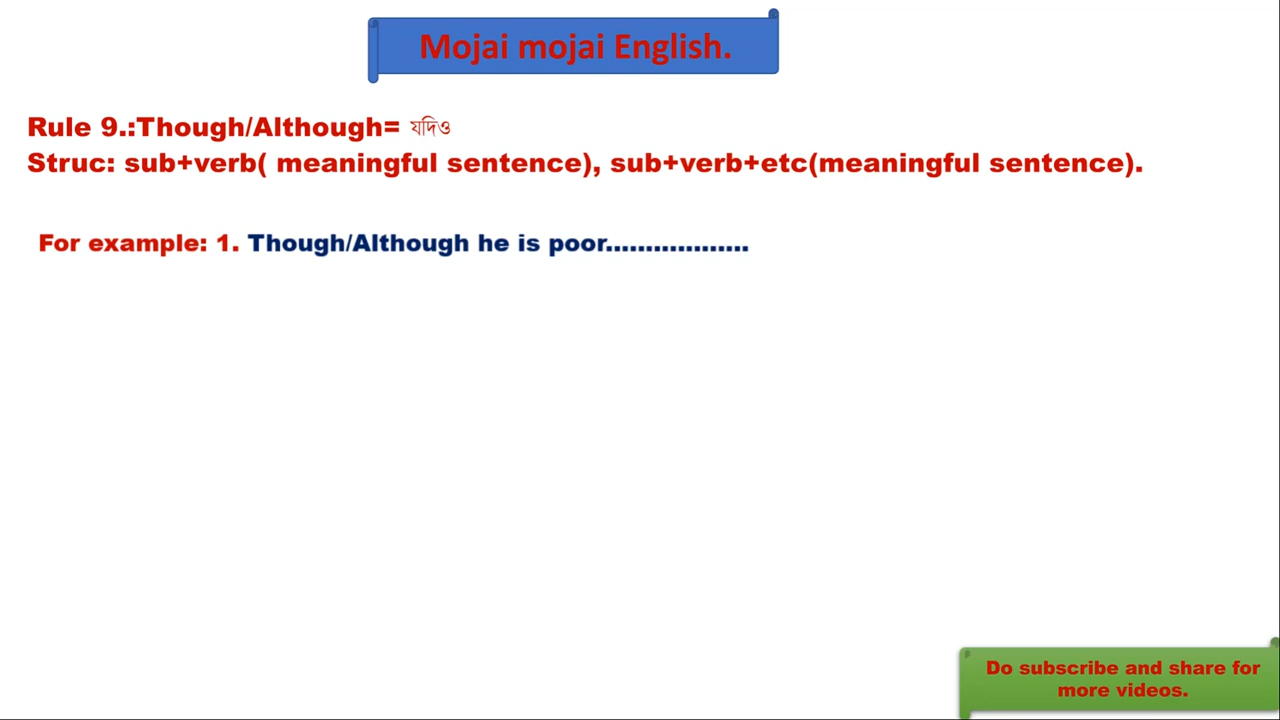 Mojai mojai English.
Rule 9.:Though/Although= যদিও
Struc: sub+verb( meaningful sentence), sub+verb+etc(meaningful sentence).
For example: 1. Though/Although he is poor..................
Do subscribe and share for
more videos.